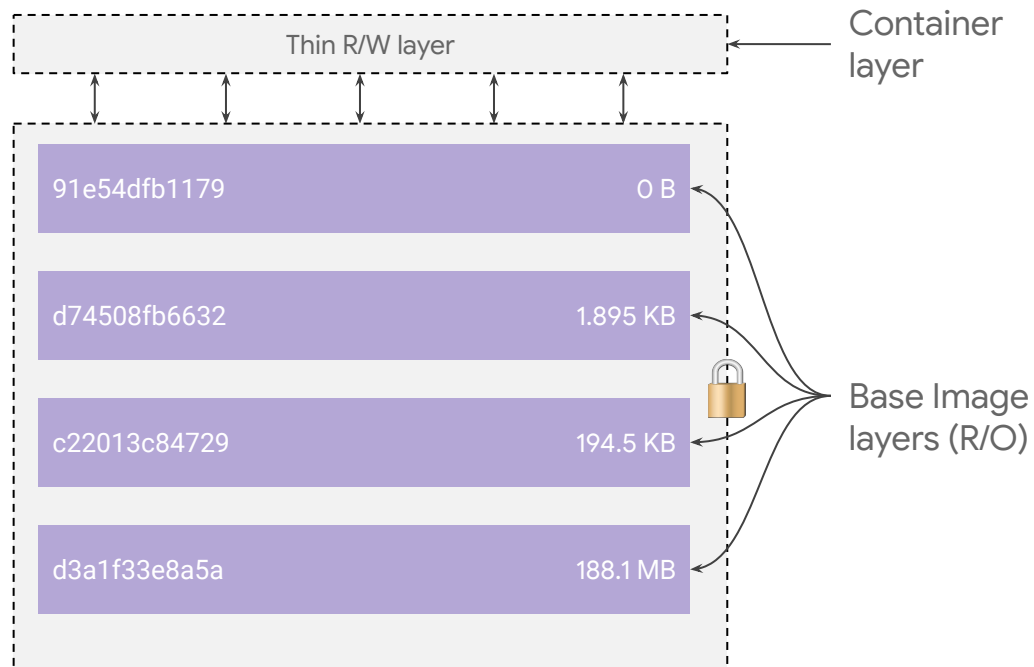 Thin R/W layer
Container
layer
91e54dfb1179 0 B
d74508fb6632 1.895 KB
c22013c84729 194.5 KB
d3a1f33e8a5a 188.1 MB
Base Image
layers (R/O)